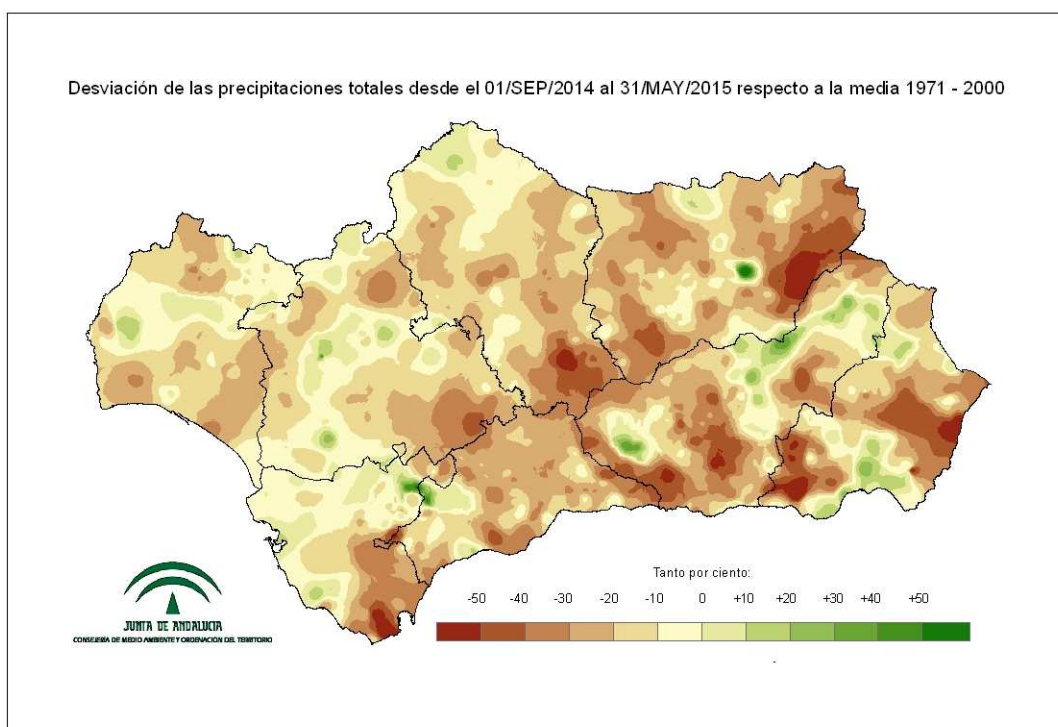 Desviación de las precipitaciones totales desde el 01/SEP/2014 al 31/MAY/2015 respecto a la media 1971 - 2000
Tanto por ciento:
-50 -40 -30 -20 -10 0 +10 +20 +30 +40 +50
JUNTA DE ANDALUCIA
CONSEJERÍA DE MEDIO AMBIENTE Y ORDENACIÓN DEL TERRITORIO